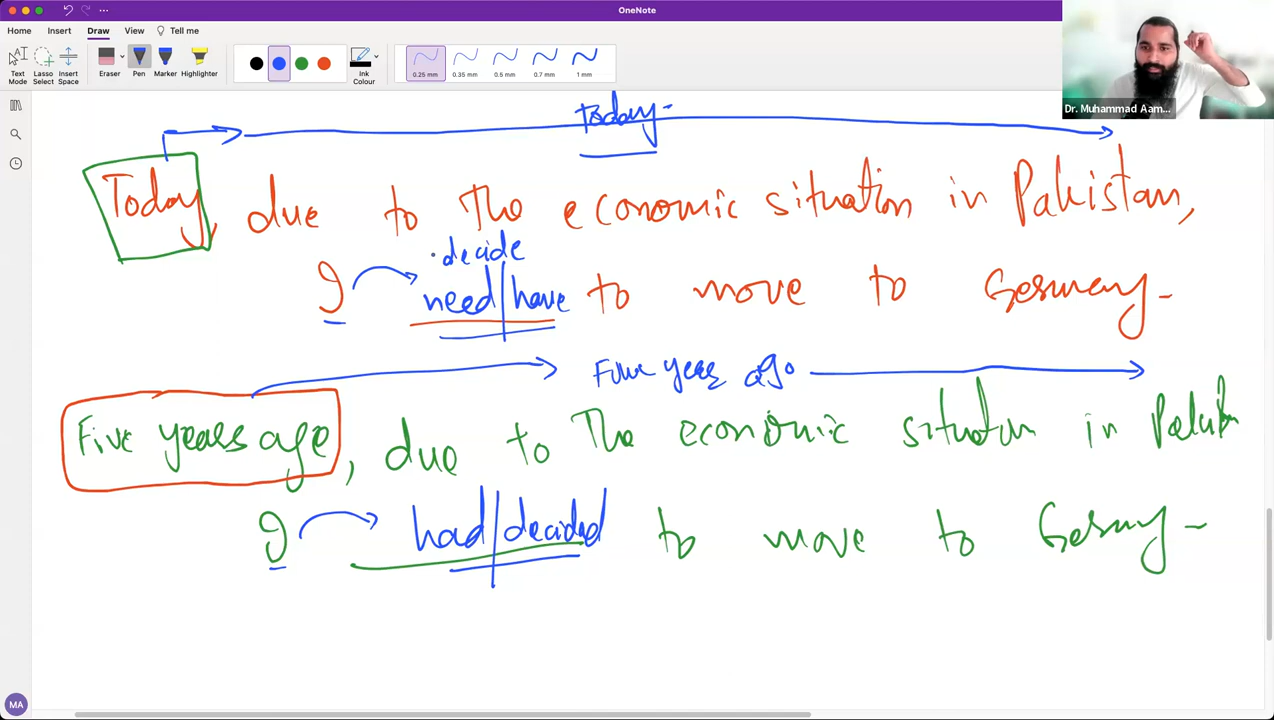 OneNote
Home Insert Draw View Tell me
Text Mode Lasso Select Insert Space Eraser Pen Marker Highlighter Ink Colour 0.25 mm 0.35 mm 0.5 mm 0.7 mm 1 mm
Dr. Muhammad Aam...
Today
Today, due to the economic situation in Pakistan,
decide
I need | have to move to Germany
Five years ago
Five years age, due to the economic situation in
I had | decided to move to
MA